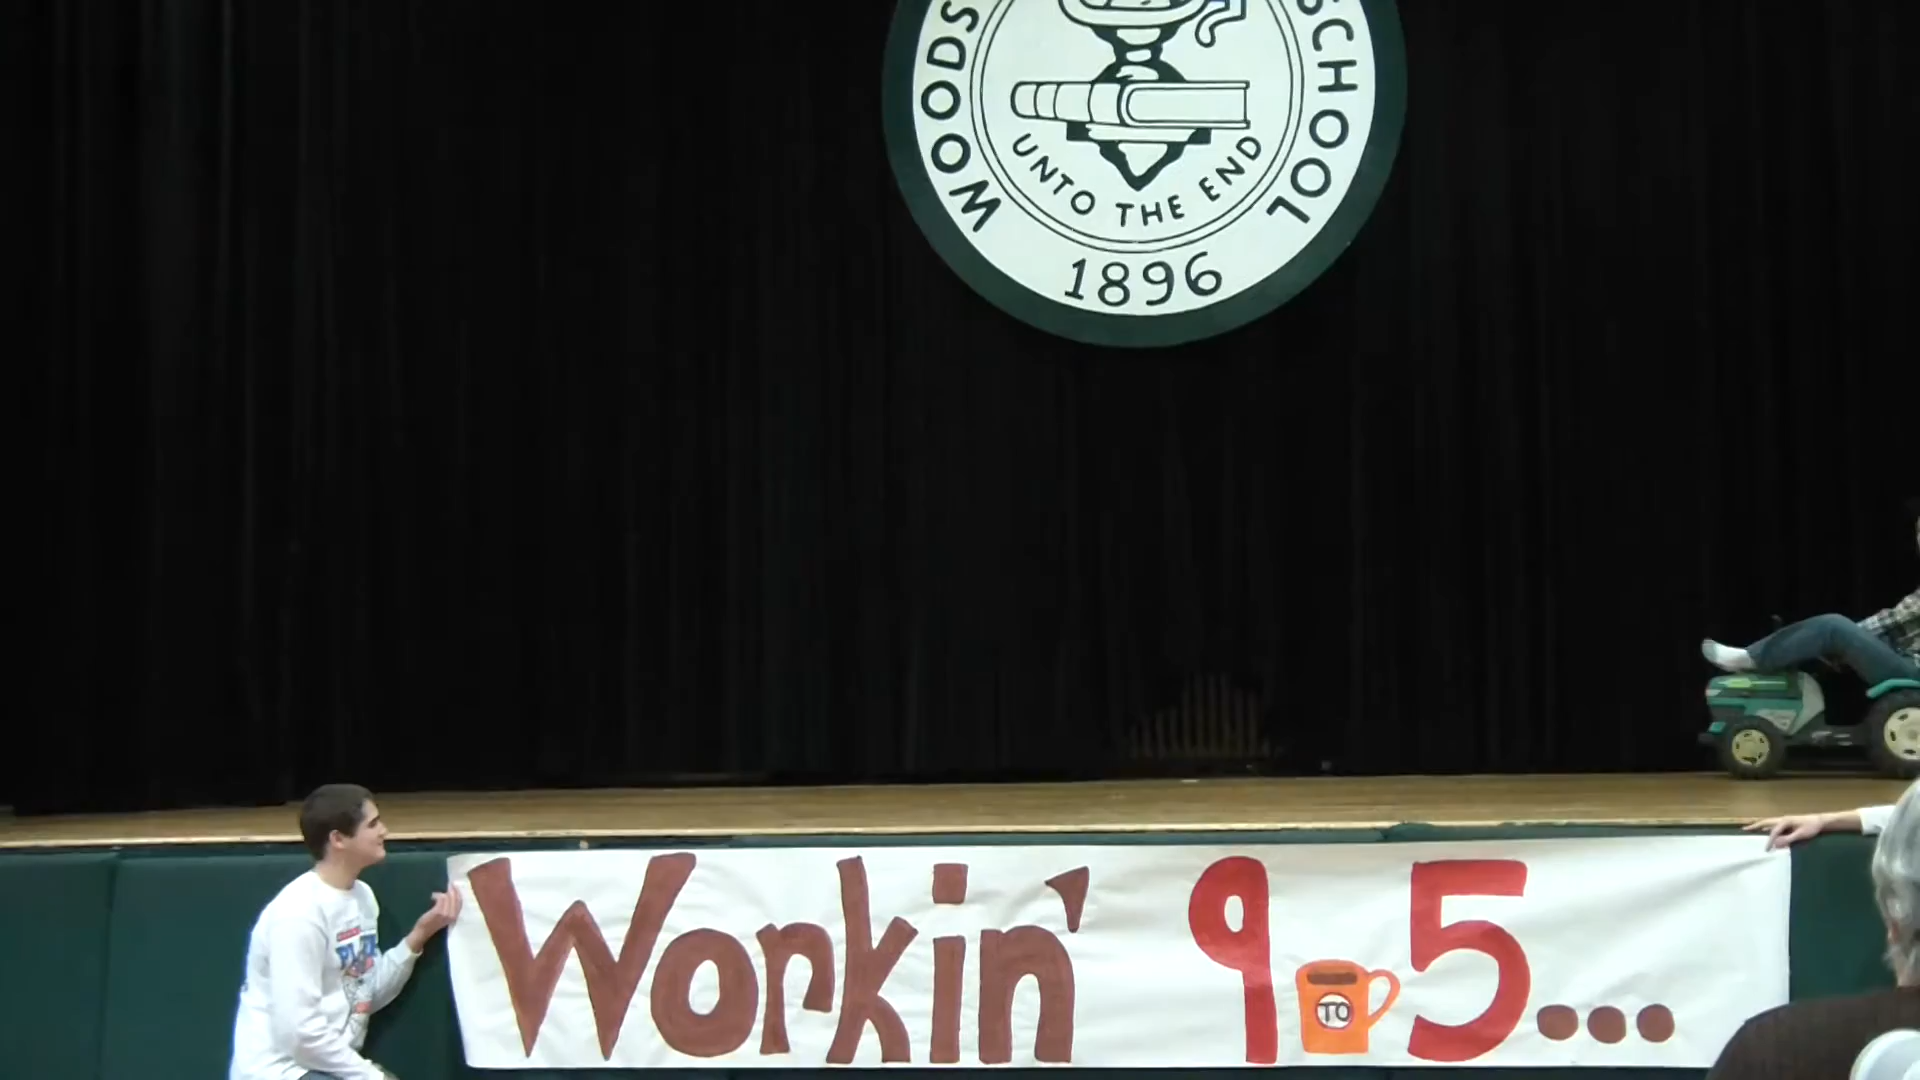 WOODS
SCHOOL
UNTO THE END
1896
Workin' 9 TO 5...